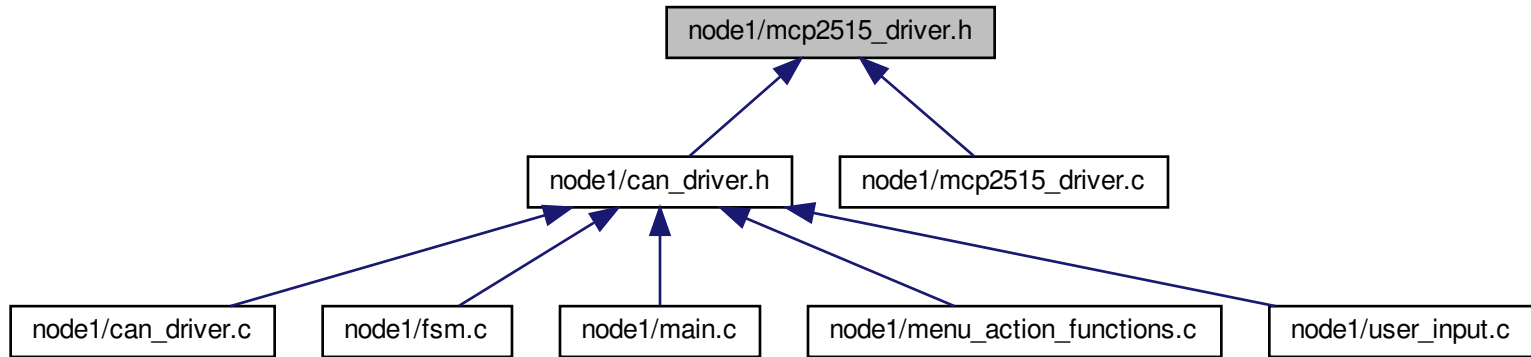 node1/mcp2515_driver.h
node1/can_driver.h
node1/mcp2515_driver.c
node1/can_driver.c
node1/fsm.c
node1/main.c
node1/menu_action_functions.c
node1/user_input.c